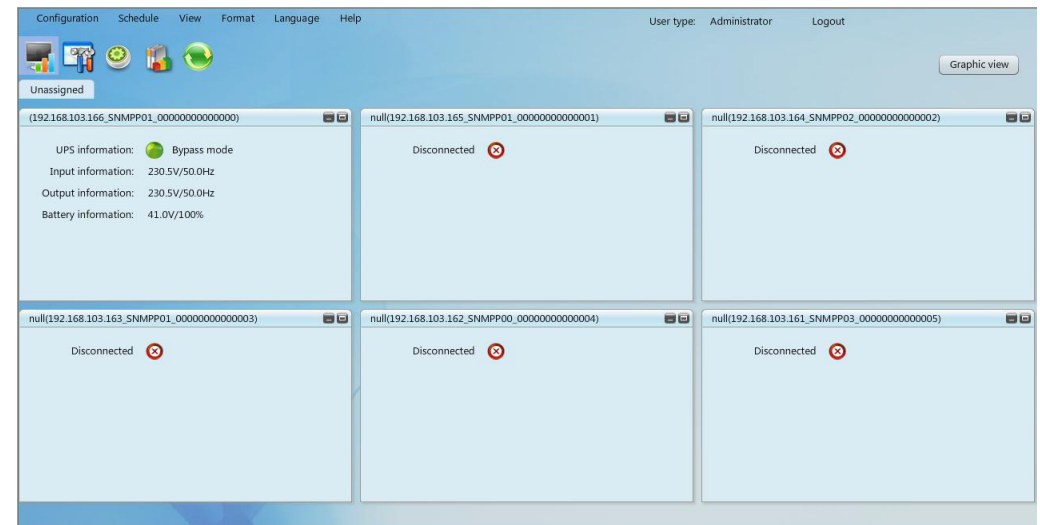 Configuration Schedule View Format Language Help User type: Administrator Logout
Graphic view
Unassigned
(192.168.103.166_SNMPP01_00000000000000)
UPS information: Bypass mode
Input information: 230.5V/50.0Hz
Output information: 230.5V/50.0Hz
Battery information: 41.0V/100%
null(192.168.103.165_SNMPP01_00000000000001)
Disconnected
null(192.168.103.164_SNMPP02_00000000000002)
Disconnected
null(192.168.103.163_SNMPP01_00000000000003)
Disconnected
null(192.168.103.162_SNMPP00_00000000000004)
Disconnected
null(192.168.103.161_SNMPP03_00000000000005)
Disconnected